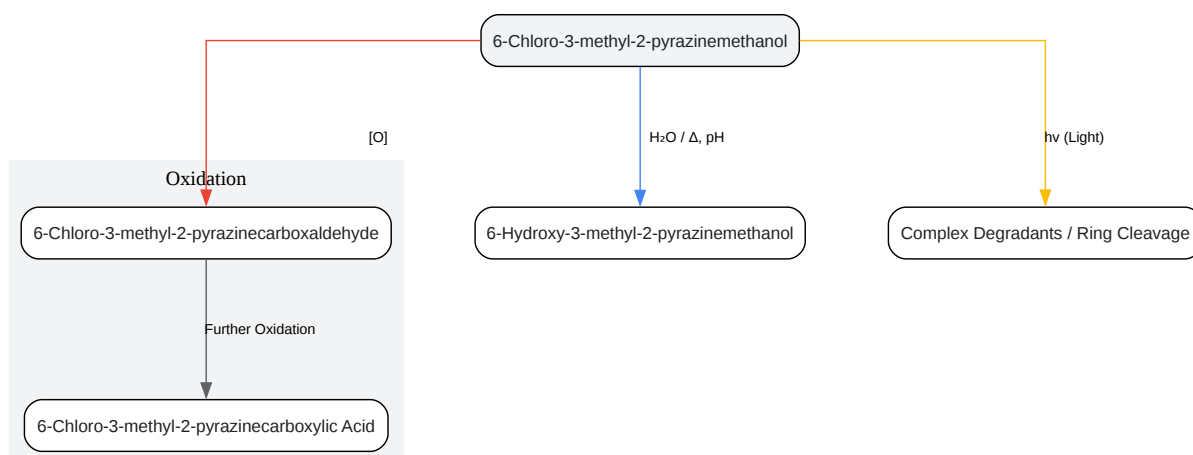 6-Chloro-3-methyl-2-pyrazinemethanol
[O]
H₂O / Δ, pH
hv (Light)
Oxidation
6-Chloro-3-methyl-2-pyrazinecarboxaldehyde
6-Hydroxy-3-methyl-2-pyrazinemethanol
Complex Degradants / Ring Cleavage
Further Oxidation
6-Chloro-3-methyl-2-pyrazinecarboxylic Acid